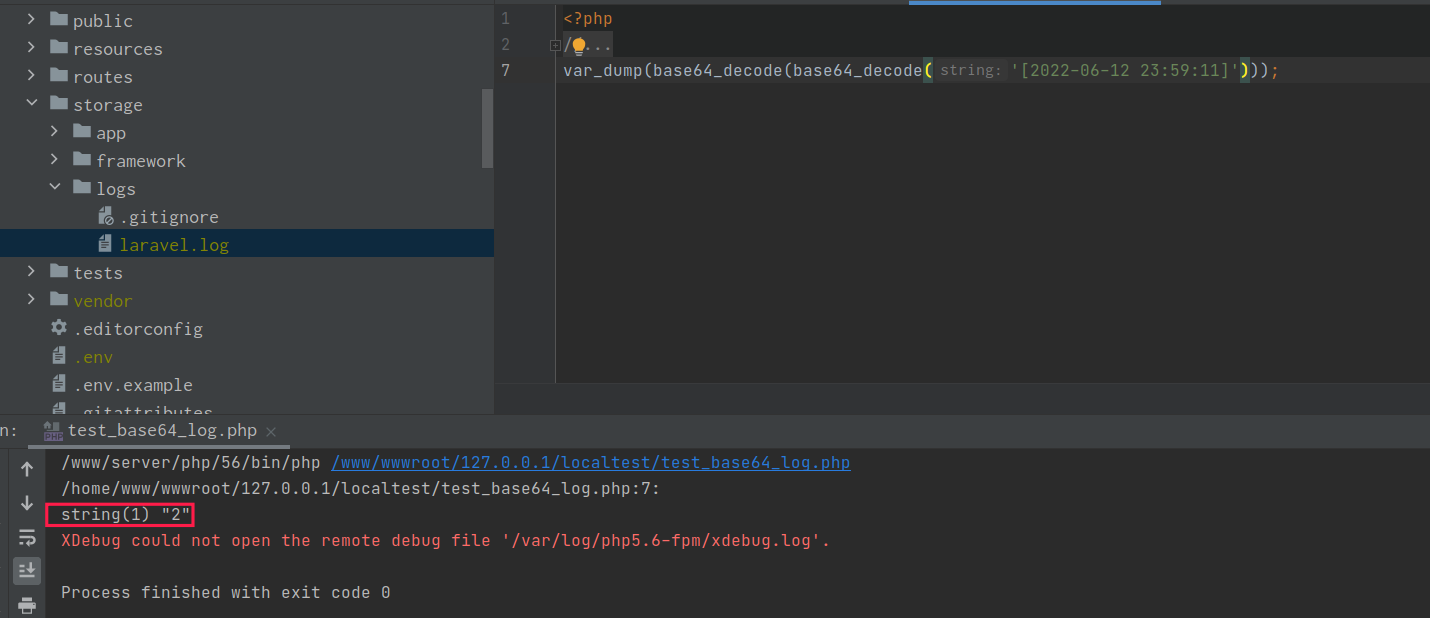 public
resources
routes
storage
app
framework
logs
.gitignore
laravel.log
tests
vendor
.editorconfig
.env
.env.example
.gitattributes
1 <?php
2 /...
7 var_dump(base64_decode(base64_decode( string: '[2022-06-12 23:59:11]')));
n: test_base64_log.php
/www/server/php/56/bin/php /www/wwwroot/127.0.0.1/localtest/test_base64_log.php
/home/www/wwwroot/127.0.0.1/localtest/test_base64_log.php:7:
string(1) "2"
XDebug could not open the remote debug file '/var/log/php5.6-fpm/xdebug.log'.
Process finished with exit code 0